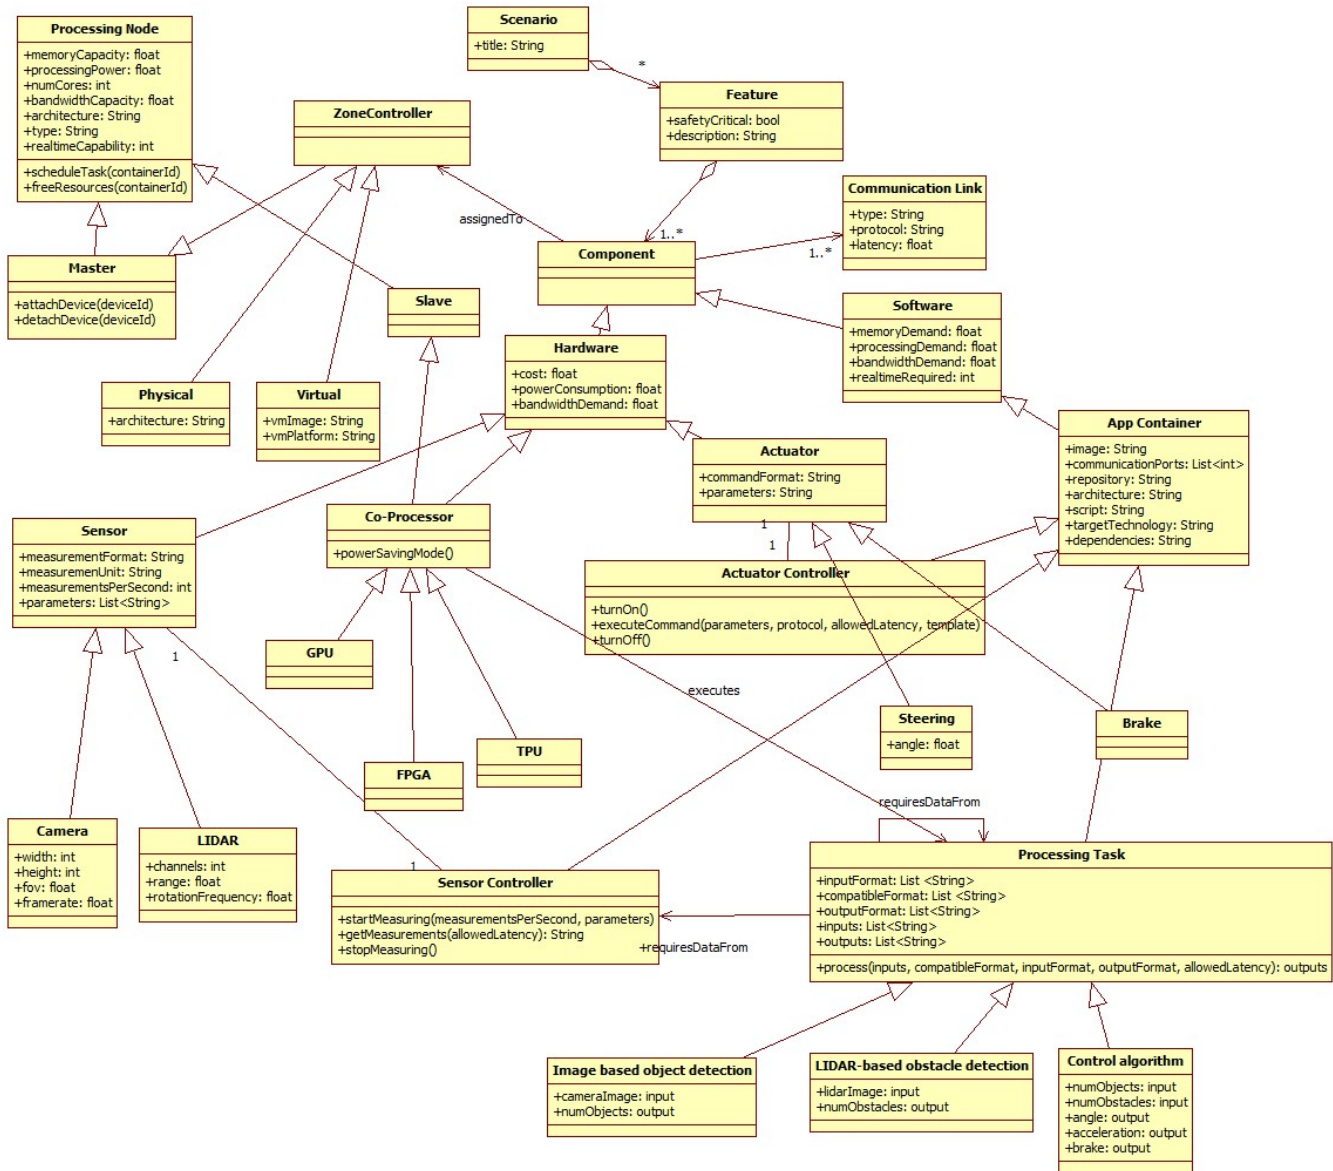 Processing Node
+memoryCapacity: float
+processingPower: float
+numCores: int
+bandwidthCapacity: float
+architecture: String
+type: String
+realtimeCapability: int
+scheduleTask(containerId)
+freeResources(containerId)
Scenario
+title: String
*
Feature
+safetyCritical: bool
+description: String
ZoneController
Communication Link
+type: String
+protocol: String
+latency: float
assignedTo
1..*
1..*
Component
Master
+attachDevice(deviceId)
+detachDevice(deviceId)
Slave
Software
+memoryDemand: float
+processingDemand: float
+bandwidthDemand: float
+realtimeRequired: int
Hardware
+cost: float
+powerConsumption: float
+bandwidthDemand: float
Physical
+architecture: String
Virtual
+vmImage: String
+vmPlatform: String
App Container
+image: String
+communicationPorts: List<int>
+repository: String
+architecture: String
+script: String
+targetTechnology: String
+dependencies: String
Actuator
+commandFormat: String
+parameters: String
1
1
Sensor
+measurementFormat: String
+measuremenUnit: String
+measurementsPerSecond: int
+parameters: List<String>
1
Co-Processor
+powerSavingMode()
Actuator Controller
+turnOn()
+executeCommand(parameters, protocol, allowedLatency, template)
+turnOff()
GPU
executes
Steering
+angle: float
Brake
TPU
FPGA
requiresDataFrom
Camera
+width: int
+height: int
+fov: float
+framerate: float
LIDAR
+channels: int
+range: float
+rotationFrequency: float
1
Sensor Controller
+startMeasuring(measurementsPerSecond, parameters)
+getMeasurements(allowedLatency): String
+stopMeasuring()
+requiresDataFrom
Processing Task
+inputFormat: List <String>
+compatibleFormat: List <String>
+outputFormat: List<String>
+inputs: List<String>
+outputs: List<String>
+process(inputs, compatibleFormat, inputFormat, outputFormat, allowedLatency): outputs
Image based object detection
+cameraImage: input
+numObjects: output
LIDAR-based obstacle detection
+lidarImage: input
+numObstacles: output
Control algorithm
+numObjects: input
+numObstacles: input
+angle: output
+acceleration: output
+brake: output